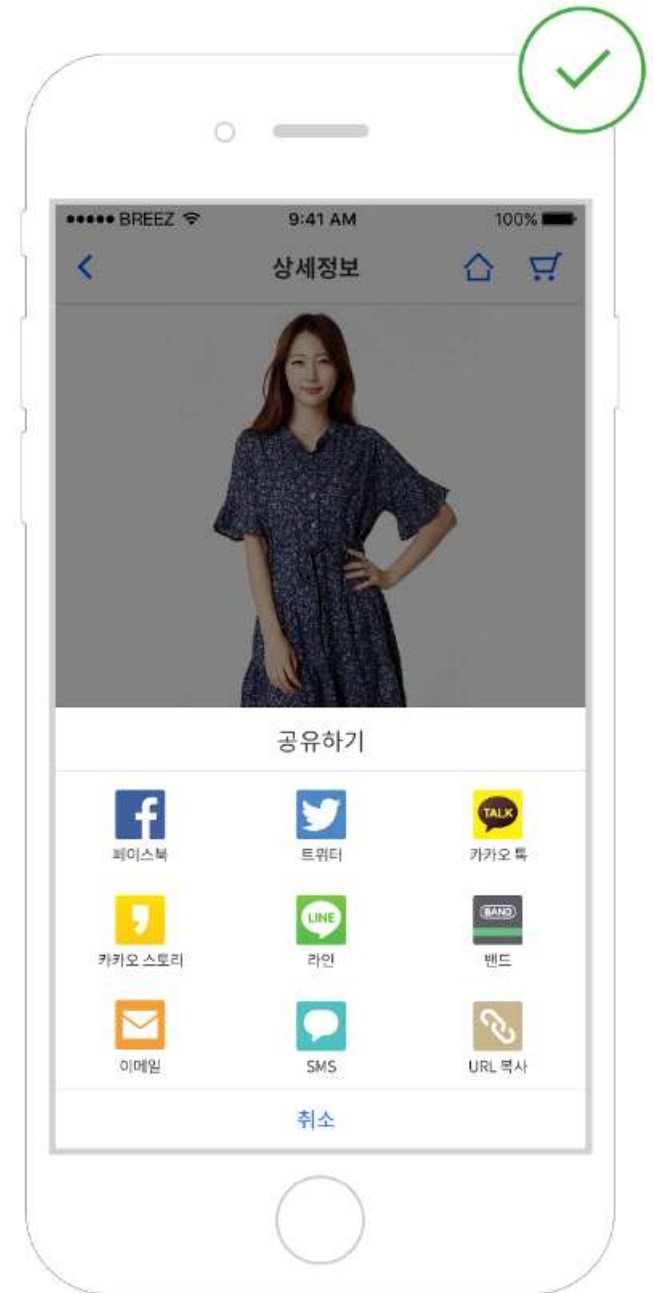 BREEZ 9:41 AM 100%
상세정보
공유하기
TALK
페이스북 트위터 카카오 톡
LINE BAND
카카오 스토리 라인 밴드
이메일 SMS URL 복사
취소